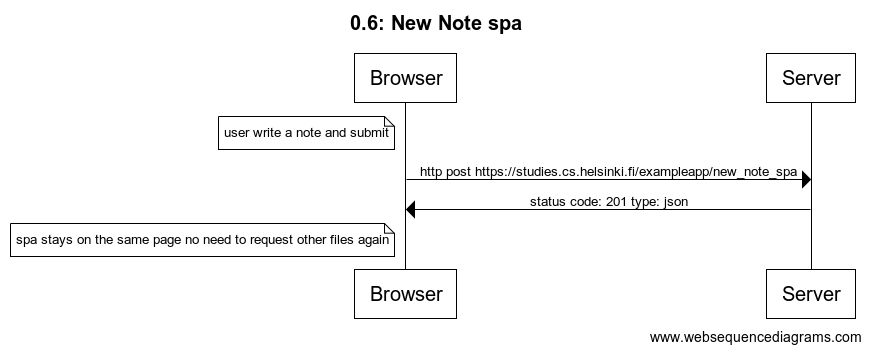 0.6: New Note spa
Browser
Server
user write a note and submit
http post https://studies.cs.helsinki.fi/exampleapp/new_note_spa
status code: 201 type: json
spa stays on the same page no need to request other files again
Browser
Server
www.websequencediagrams.com